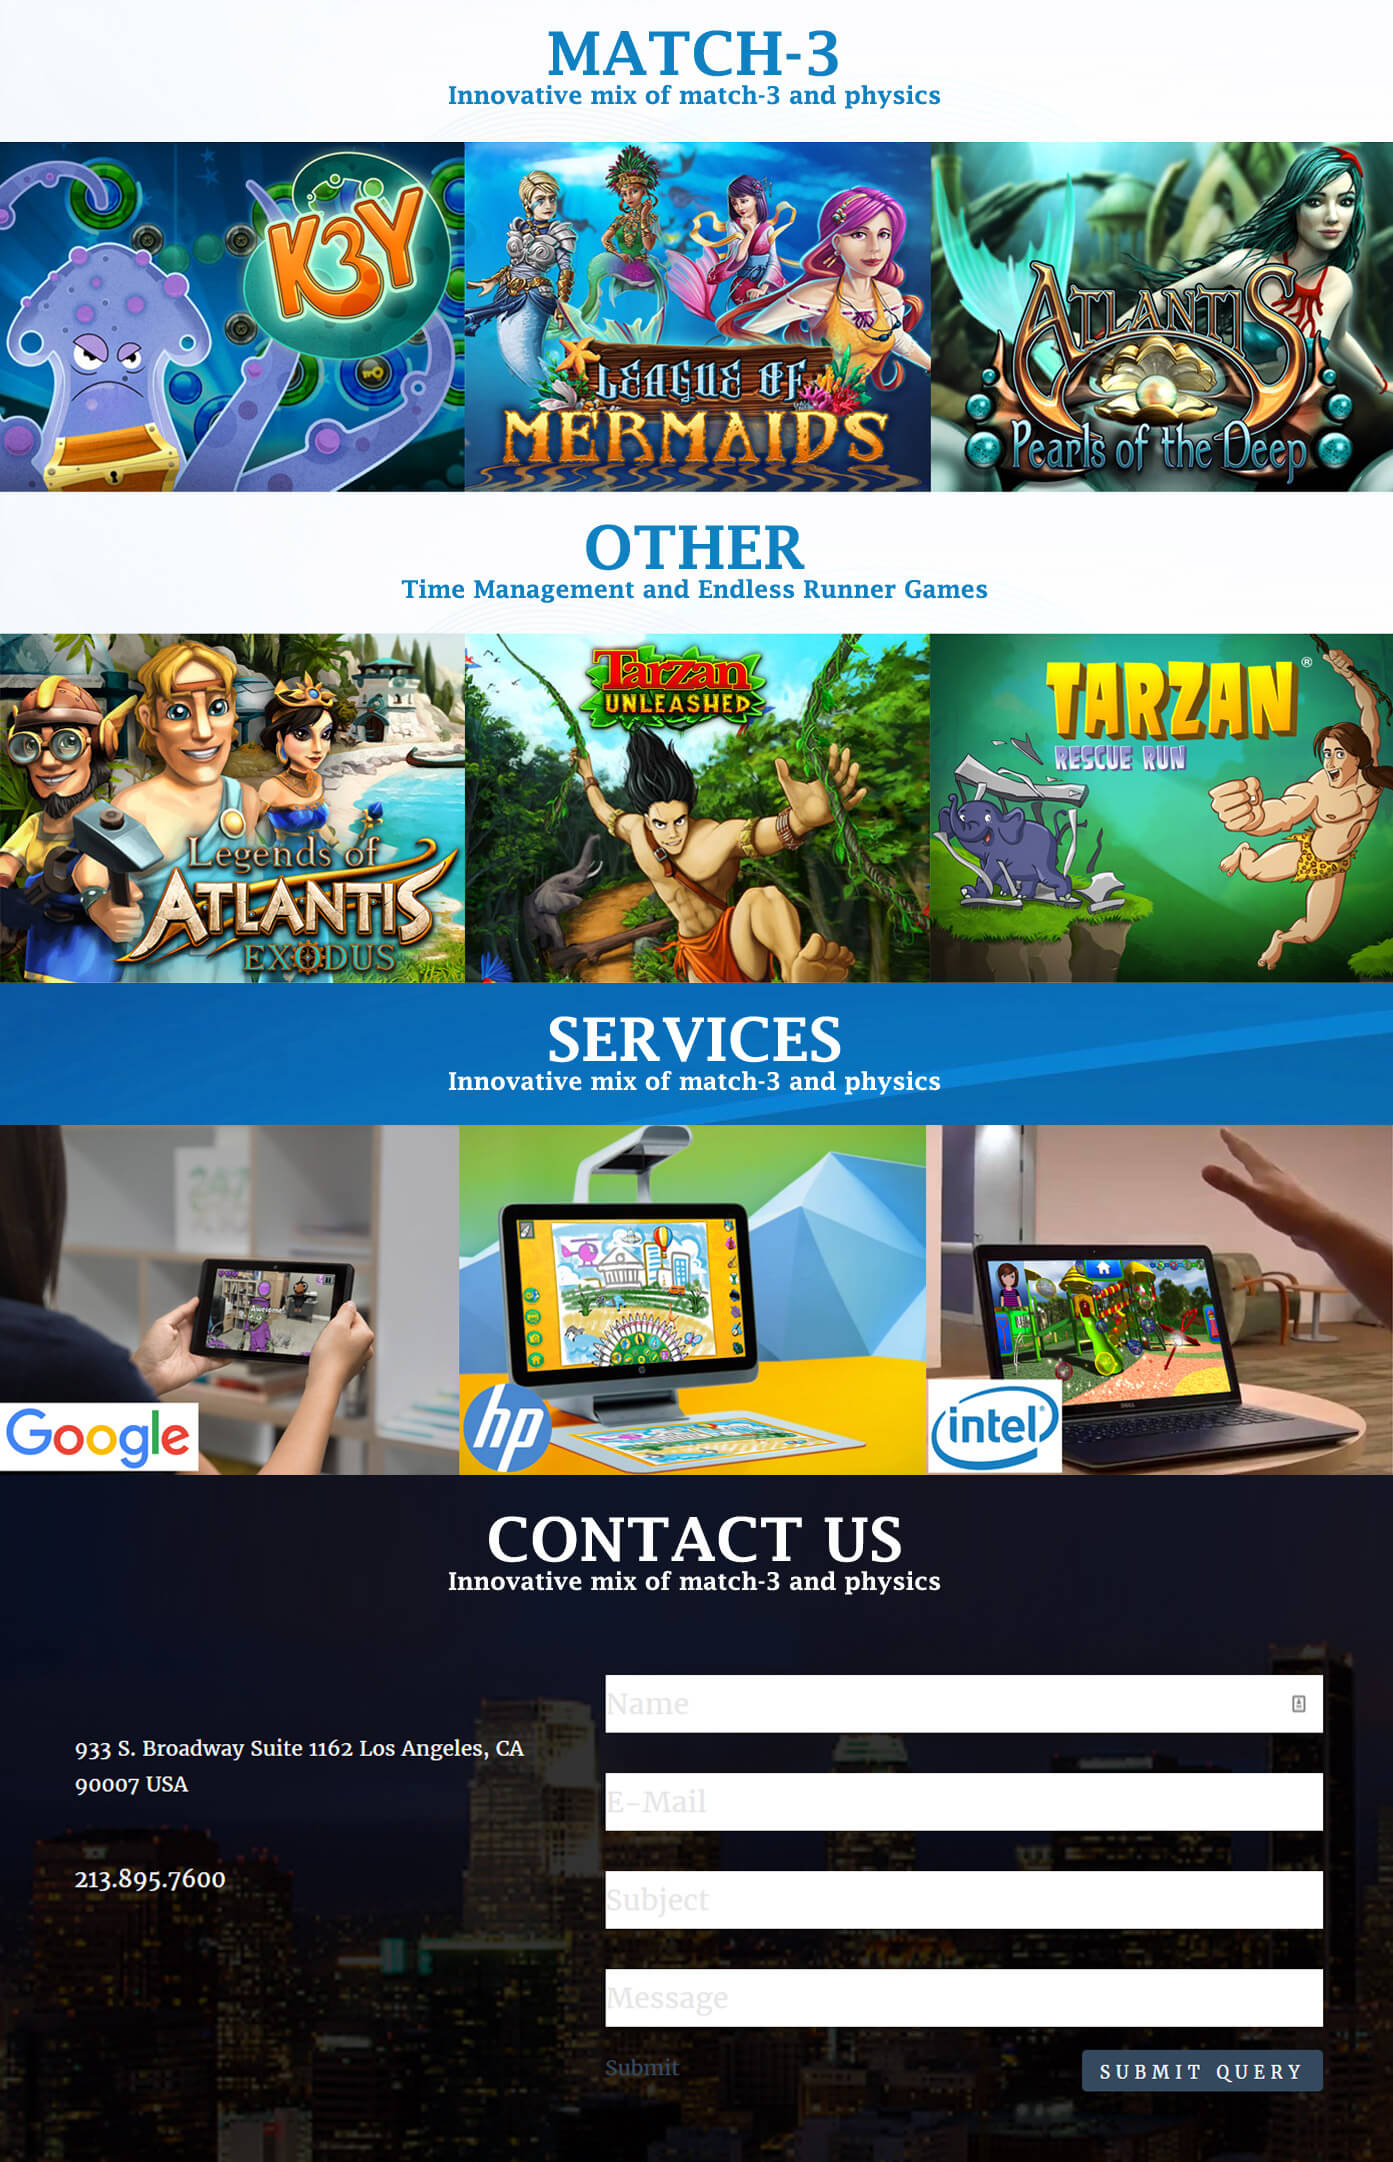 MATCH-3
Innovative mix of match-3 and physics
K3Y
LEAGUE OF
MERMAIDS
ATLANTIS
Pearls of the Deep
OTHER
Time Management and Endless Runner Games
Legends of
ATLANTIS
EXODUS
Tarzan
UNLEASHED
TARZAN®
RESCUE RUN
SERVICES
Innovative mix of match-3 and physics
Awesome!
DELL
Google
hp
intel
CONTACT US
Innovative mix of match-3 and physics
933 S. Broadway Suite 1162 Los Angeles, CA
90007 USA
213.895.7600
Name
E-Mail
Subject
Message
Submit
SUBMIT QUERY